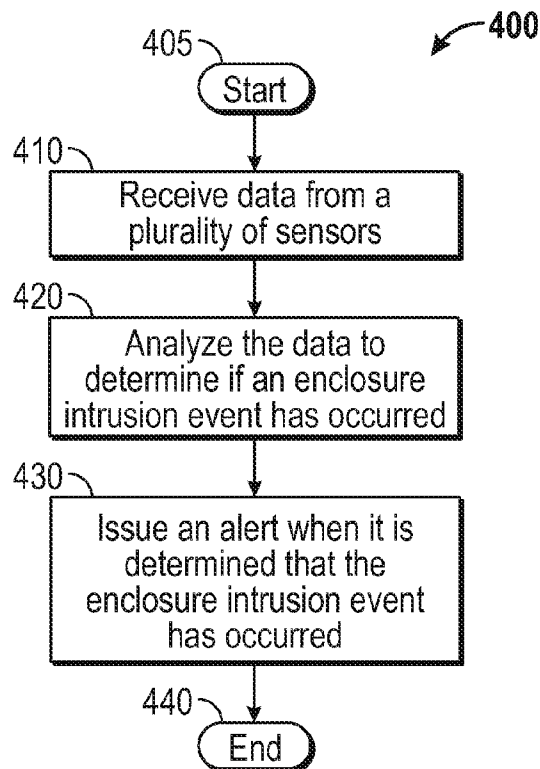 400
405
Start
410
Receive data from a
plurality of sensors
420
Analyze the data to
determine if an enclosure
intrusion event has occurred
430
Issue an alert when it is
determined that the
enclosure intrusion event
has occurred
440
End